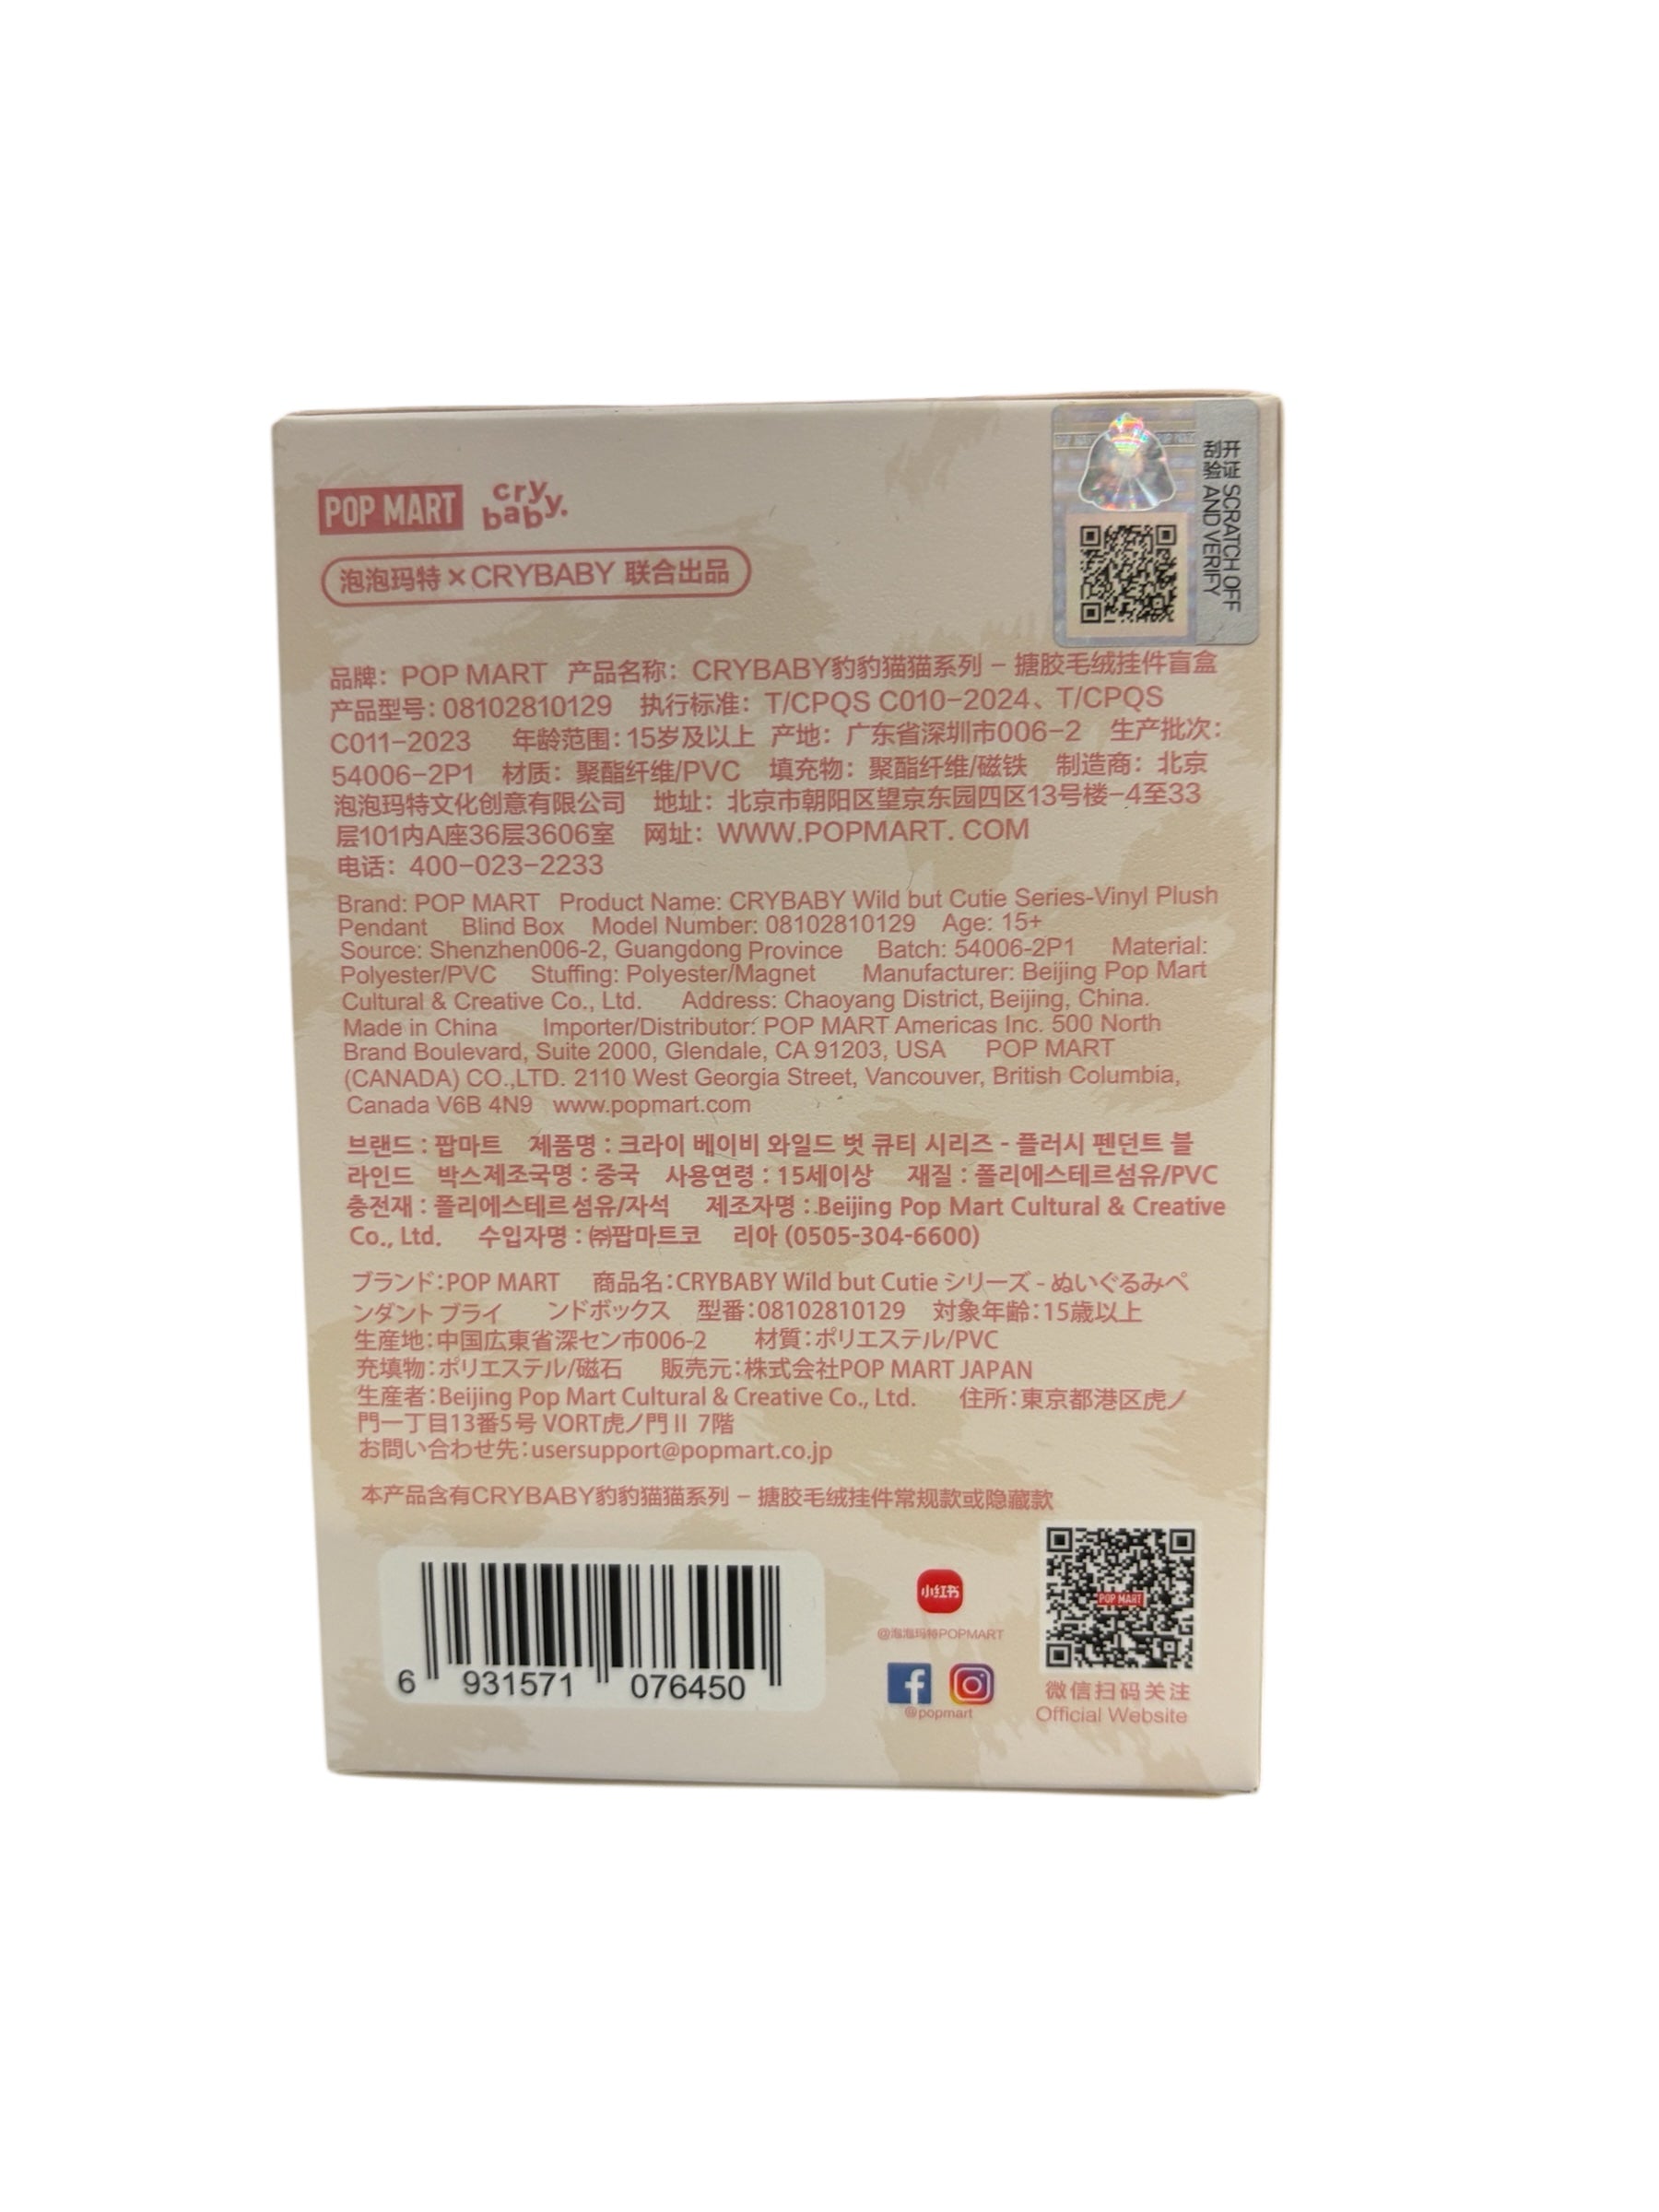 POP MART
cry
baby.
泡泡玛特×CRYBABY 联合出品
刮开 SCRATCH OFF
验证 AND VERIFY
品牌：POP MART 产品名称：CRYBABY豹豹猫猫系列－搪胶毛绒挂件盲盒
产品型号：08102810129 执行标准：T/CPQS C010-2024、T/CPQS
C011-2023 年龄范围：15岁及以上 产地：广东省深圳市006-2 生产批次：
54006-2P1 材质：聚酯纤维/PVC 填充物：聚酯纤维/磁铁 制造商：北京
泡泡玛特文化创意有限公司 地址：北京市朝阳区望京东园四区13号楼-4至33
层101内A座36层3606室 网址：WWW.POPMART. COM
电话：400-023-2233
Brand: POP MART Product Name: CRYBABY Wild but Cutie Series-Vinyl Plush
Pendant Blind Box Model Number: 08102810129 Age: 15+
Source: Shenzhen006-2, Guangdong Province Batch: 54006-2P1 Material:
Polyester/PVC Stuffing: Polyester/Magnet Manufacturer: Beijing Pop Mart
Cultural & Creative Co., Ltd. Address: Chaoyang District, Beijing, China.
Made in China Importer/Distributor: POP MART Americas Inc. 500 North
Brand Boulevard, Suite 2000, Glendale, CA 91203, USA POP MART
(CANADA) CO.,LTD. 2110 West Georgia Street, Vancouver, British Columbia,
Canada V6B 4N9 www.popmart.com
브랜드 : 팝마트 제품명 : 크라이 베이비 와일드 벗 큐티 시리즈 - 플러시 펜던트 블
라인드 박스제조국명 : 중국 사용연령 : 15세이상 재질 : 폴리에스테르섬유/PVC
충전재 : 폴리에스테르섬유/자석 제조자명 : Beijing Pop Mart Cultural & Creative
Co., Ltd. 수입자명 : ㈜팝마트코 리아 (0505-304-6600)
ブランド：POP MART 商品名：CRYBABY Wild but Cutie シリーズ - ぬいぐるみペ
ンダント ブライ ンドボックス 型番：08102810129 対象年齢：15歳以上
生産地：中国広東省深セン市006-2 材質：ポリエステル/PVC
充填物：ポリエステル/磁石 販売元：株式会社POP MART JAPAN
生産者：Beijing Pop Mart Cultural & Creative Co., Ltd. 住所：東京都港区虎ノ
門一丁目13番5号 VORT虎ノ門Ⅱ 7階
お問い合わせ先：usersupport@popmart.co.jp
本产品含有CRYBABY豹豹猫猫系列－搪胶毛绒挂件常规款或隐藏款
6 931571 076450
小红书
@泡泡玛特POPMART
@popmart
POP MART
微信扫码关注
Official Website